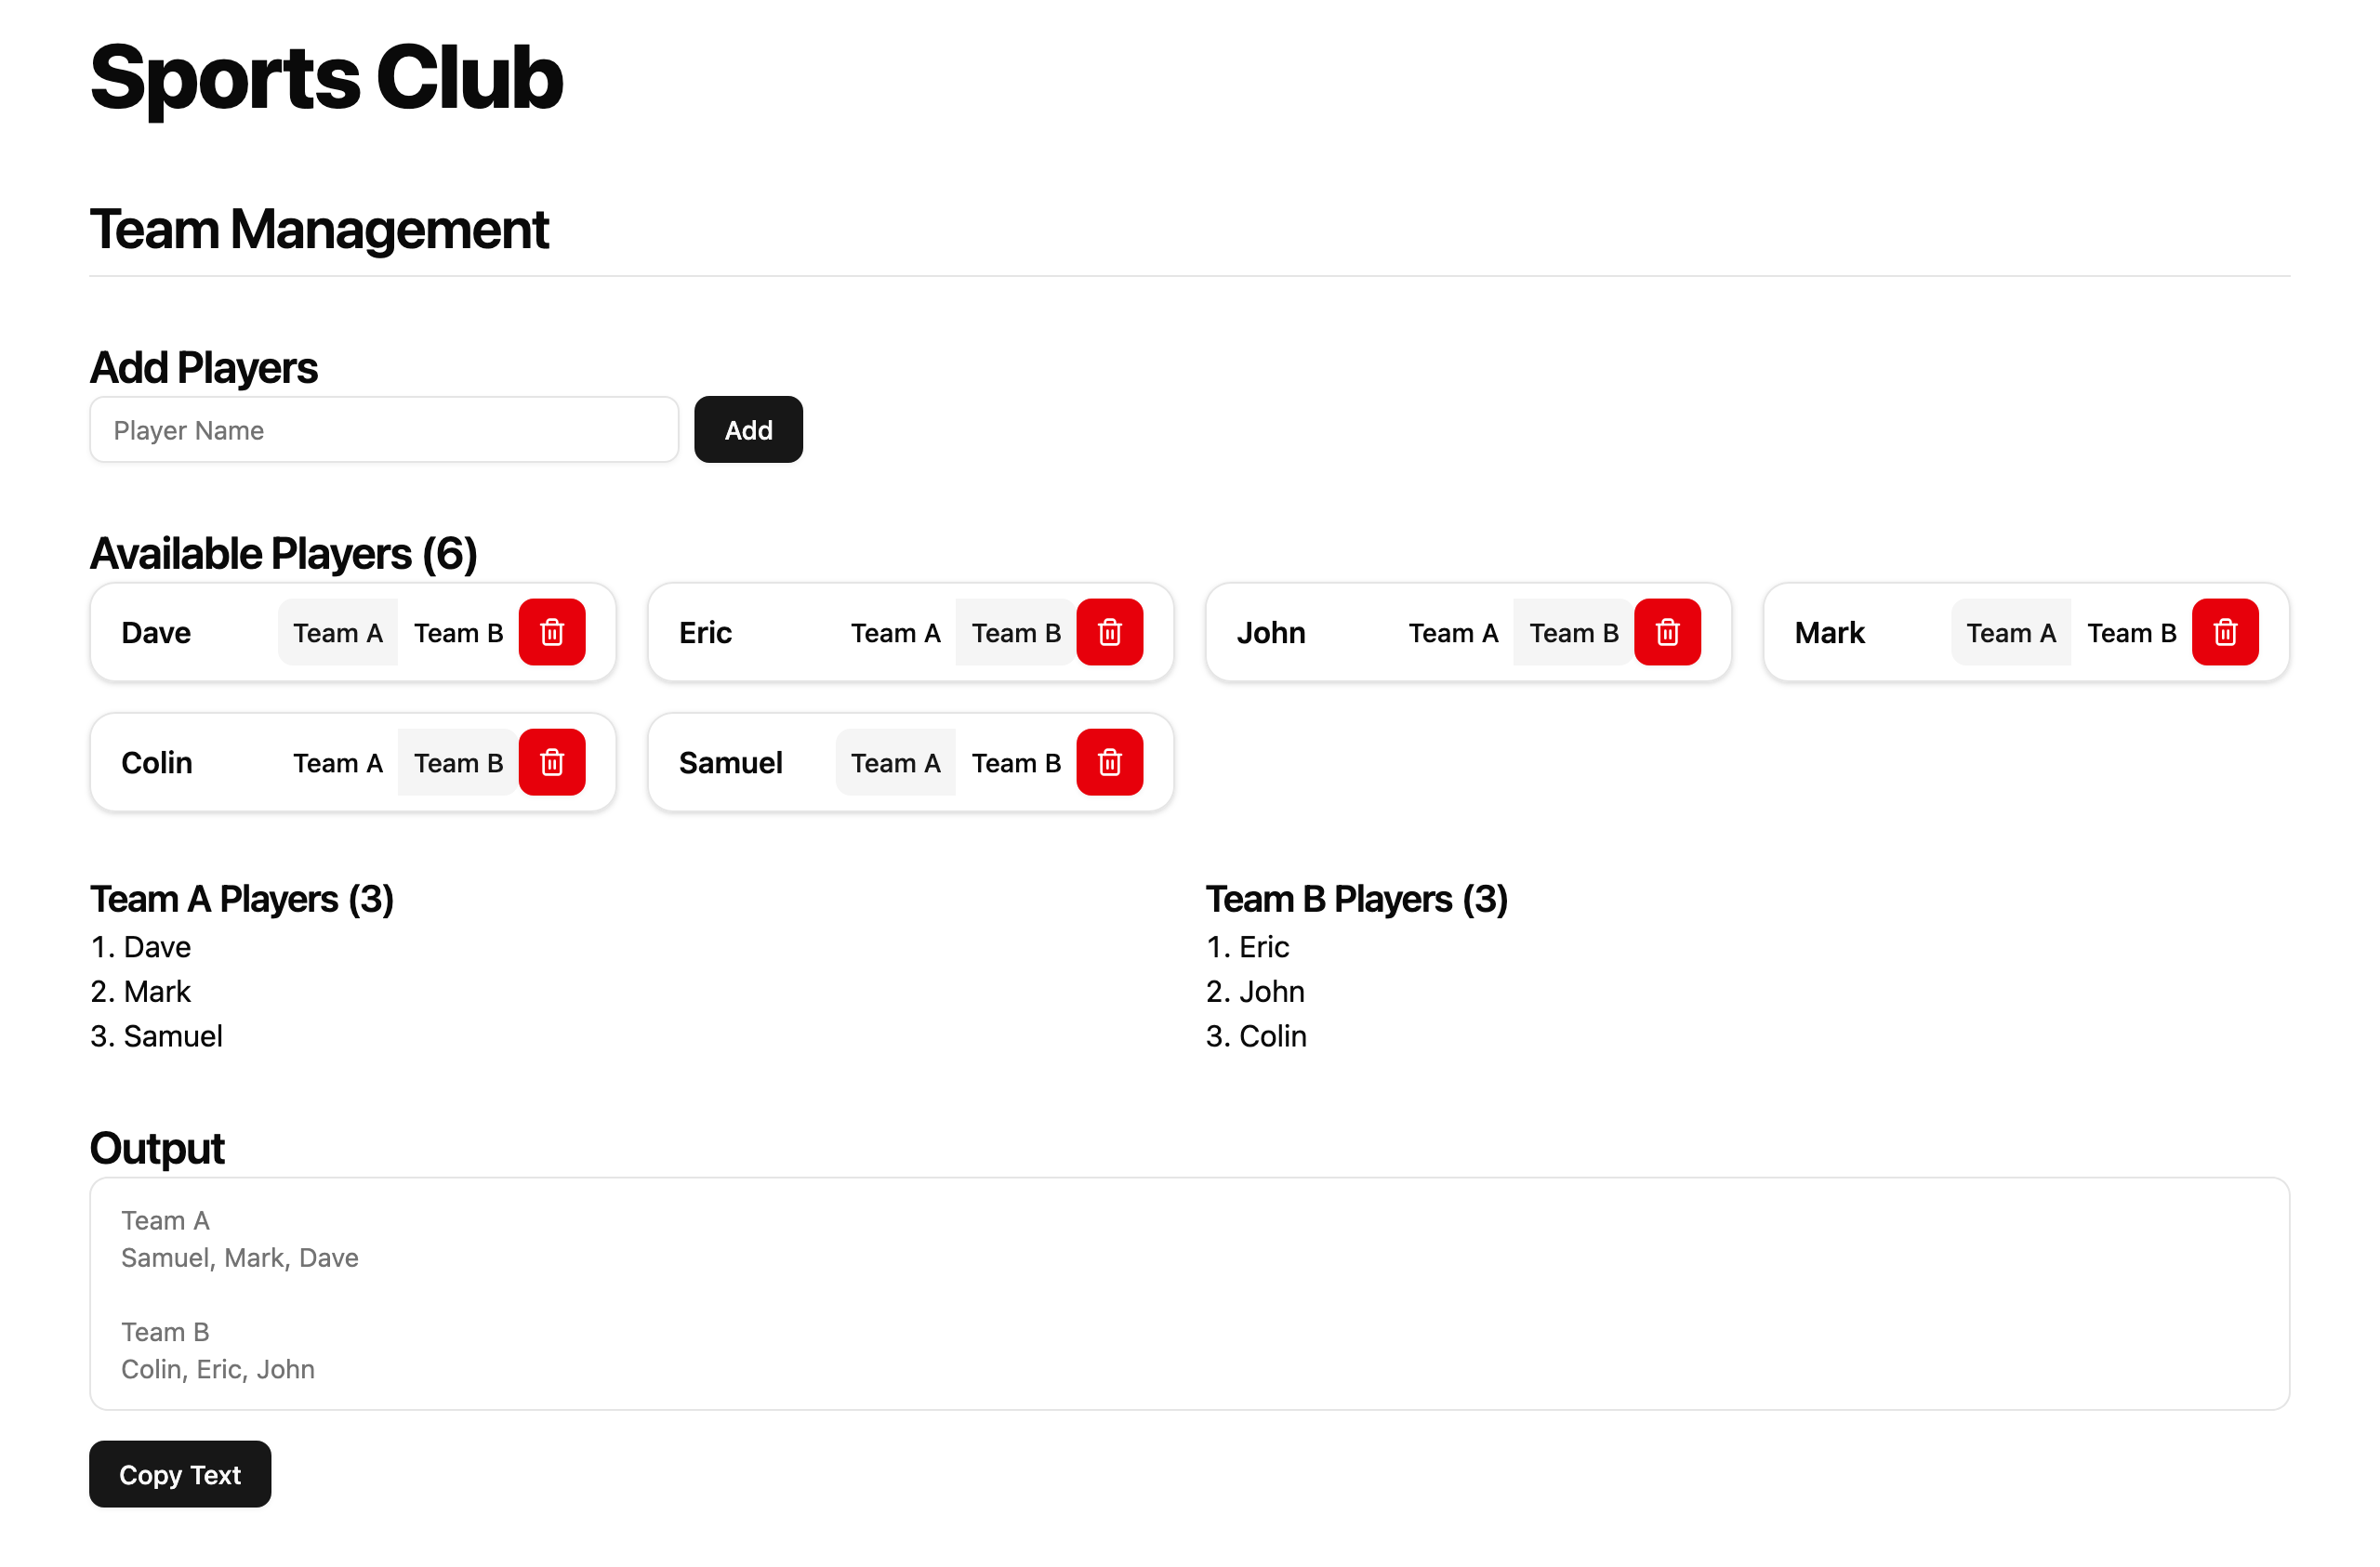 Sports Club
Team Management
Add Players
Player Name
Add
Available Players (6)
Dave Team A Team B
Eric Team A Team B
John Team A Team B
Mark Team A Team B
Colin Team A Team B
Samuel Team A Team B
Team A Players (3)
1. Dave
2. Mark
3. Samuel
Team B Players (3)
1. Eric
2. John
3. Colin
Output
Team A
Samuel, Mark, Dave
Team B
Colin, Eric, John
Copy Text